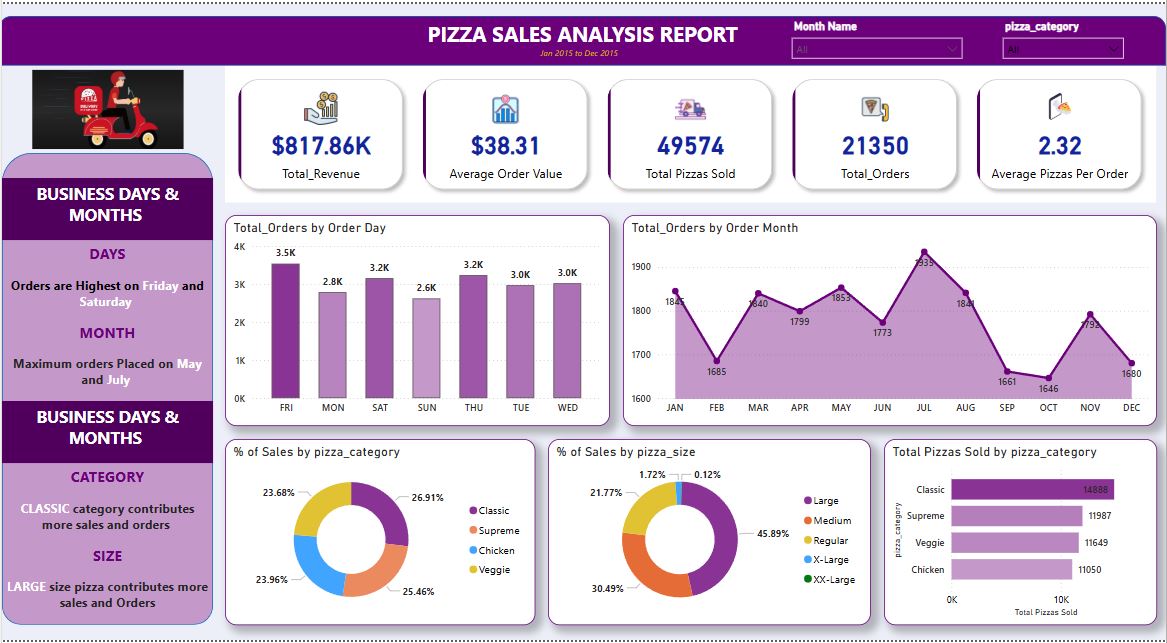 PIZZA SALES ANALYSIS REPORT
Jan 2015 to Dec 2015
Month Name
All
pizza_category
All
PIZZA
DELIVERY
BUSINESS DAYS &
MONTHS
DAYS
Orders are Highest on Friday and
Saturday
MONTH
Maximum orders Placed on May
and July
BUSINESS DAYS &
MONTHS
CATEGORY
CLASSIC category contributes
more sales and orders
SIZE
LARGE size pizza contributes more
sales and Orders
$817.86K
Total_Revenue
$38.31
Average Order Value
49574
Total Pizzas Sold
21350
Total_Orders
2.32
Average Pizzas Per Order
Total_Orders by Order Day
4K
3K
2K
1K
0K
3.5K
2.8K
3.2K
2.6K
3.2K
3.0K
3.0K
FRI
MON
SAT
SUN
THU
TUE
WED
Total_Orders by Order Month
1900
1800
1700
1600
1845
1685
1840
1799
1853
1773
1935
1841
1661
1646
1792
1680
JAN
FEB
MAR
APR
MAY
JUN
JUL
AUG
SEP
OCT
NOV
DEC
% of Sales by pizza_category
23.68%
26.91%
23.96%
25.46%
Classic
Supreme
Chicken
Veggie
% of Sales by pizza_size
1.72%
0.12%
21.77%
45.89%
30.49%
Large
Medium
Regular
X-Large
XX-Large
Total Pizzas Sold by pizza_category
pizza_category
Classic
14888
Supreme
11987
Veggie
11649
Chicken
11050
0K
10K
Total Pizzas Sold